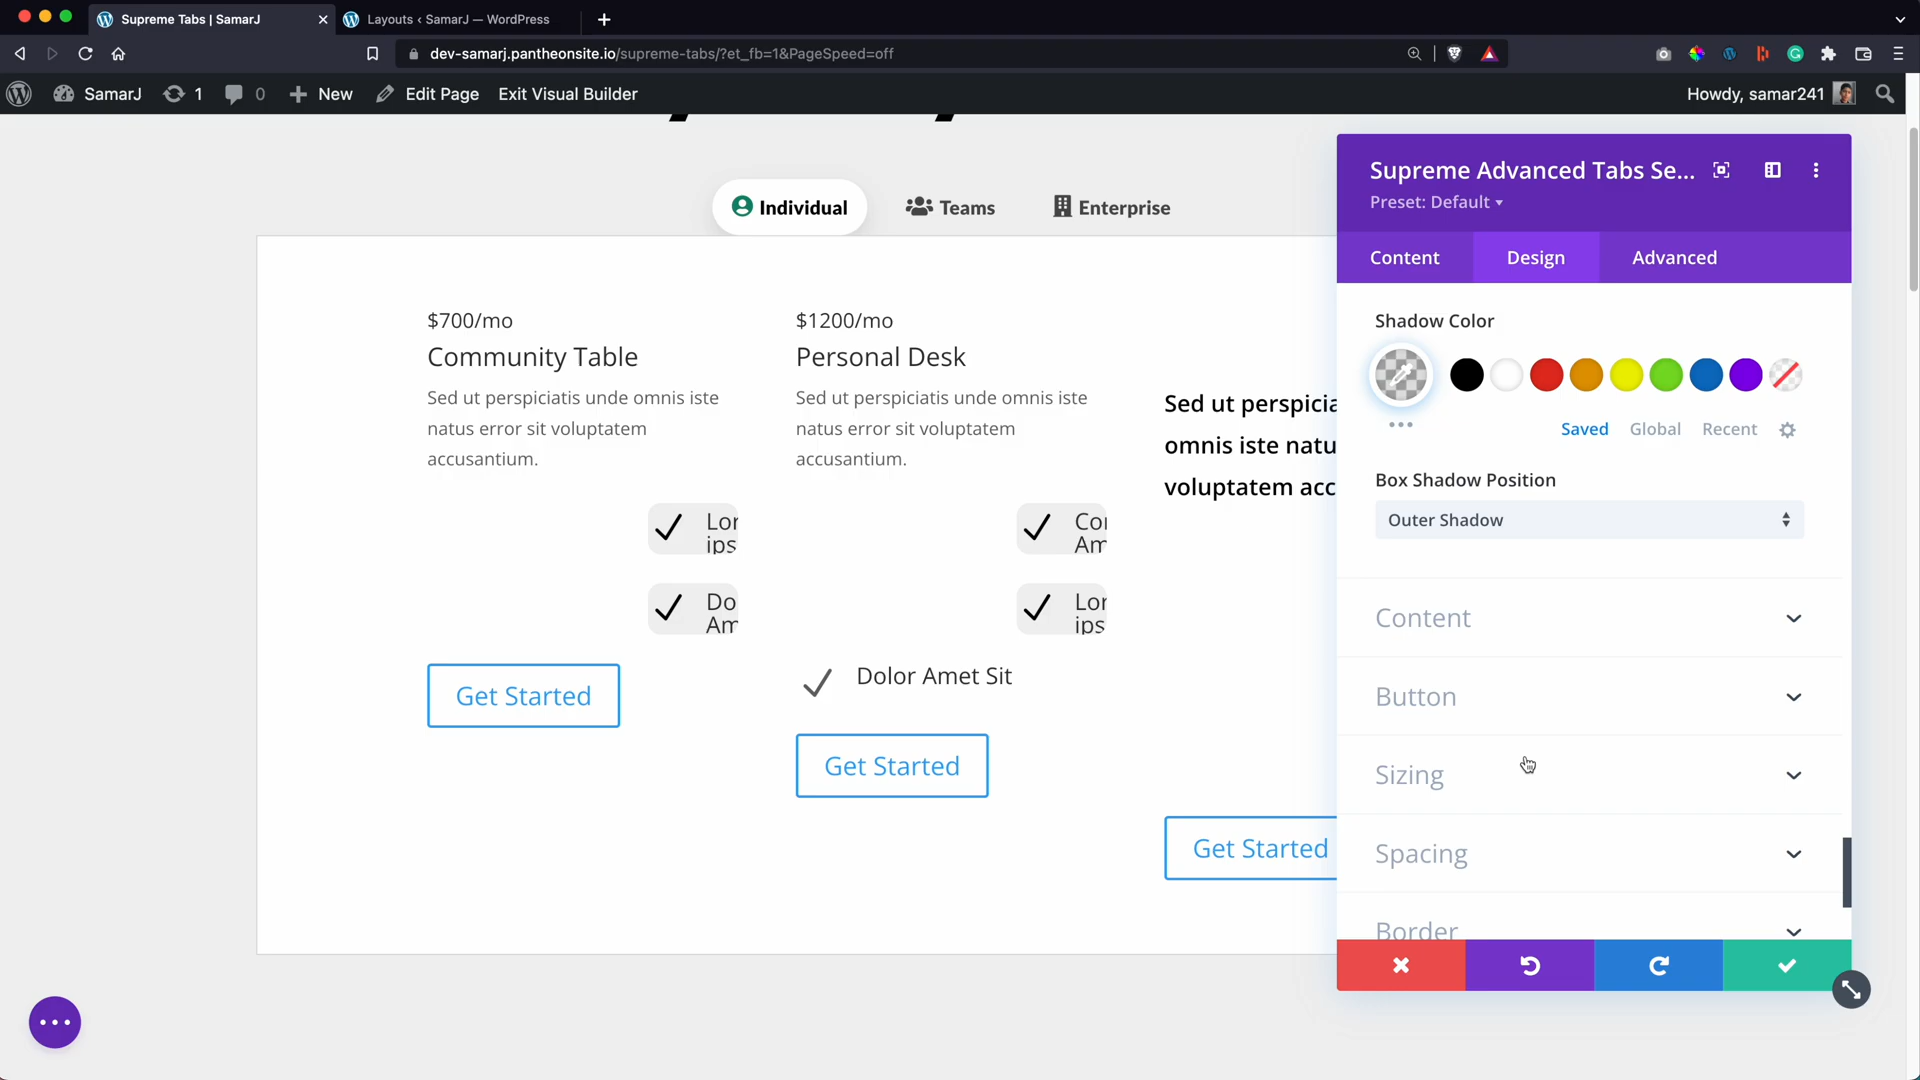 Supreme Tabs | SamarJ
Layouts ‹ SamarJ — WordPress
dev-samarj.pantheonsite.io/supreme-tabs/?et_fb=1&PageSpeed=off
SamarJ
1
0
New
Edit Page
Exit Visual Builder
Howdy, samar241
Individual
Teams
Enterprise
$700/mo
Community Table
Sed ut perspiciatis unde omnis iste
natus error sit voluptatem
accusantium.
Lor
ips
Do
Am
Get Started
$1200/mo
Personal Desk
Sed ut perspiciatis unde omnis iste
natus error sit voluptatem
accusantium.
Con
Am
Lor
ips
Dolor Amet Sit
Get Started
Sed ut perspicia
omnis iste natu
voluptatem acc
Get Started
Supreme Advanced Tabs Se...
Preset: Default
Content
Design
Advanced
Shadow Color
Saved
Global
Recent
Box Shadow Position
Outer Shadow
Content
Button
Sizing
Spacing
Border